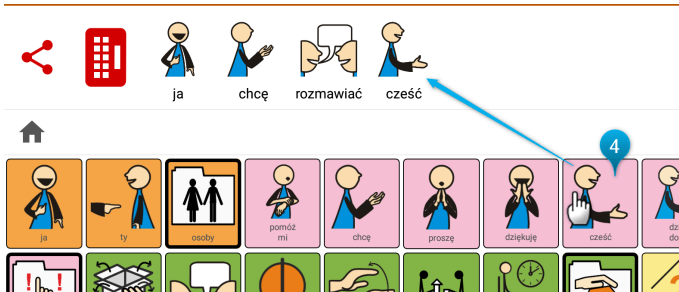 ja chcę rozmawiać cześć
4
ja ty osoby pomóż mi chcę proszę dziękuję cześć
! !